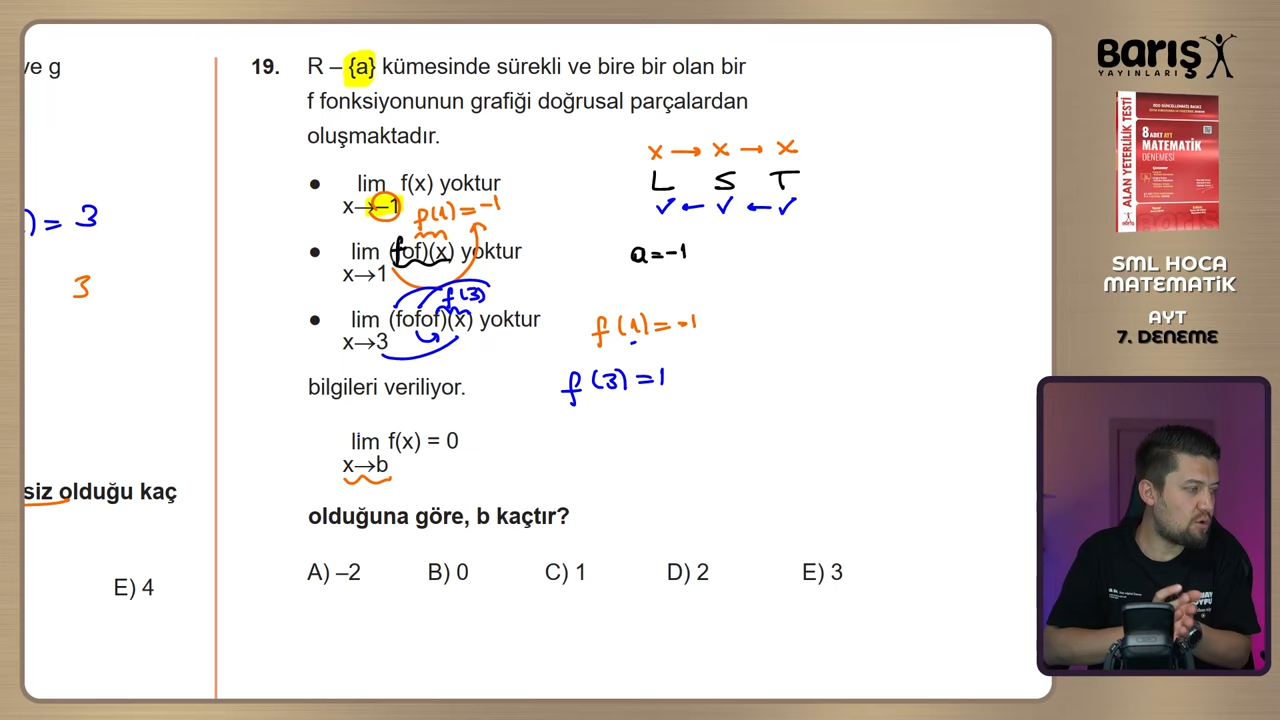 ve g
) = 3
3
siz olduğu kaç
E) 4
19. R – {a} kümesinde sürekli ve bire bir olan bir
f fonksiyonunun grafiği doğrusal parçalardan
oluşmaktadır.
• lim f(x) yoktur
x→–1
f(1) = -1
• lim (fof)(x) yoktur
x→1
f(3)
• lim (fofof)(x) yoktur
x→3
bilgileri veriliyor.
lim f(x) = 0
x→b
olduğuna göre, b kaçtır?
A) –2 B) 0 C) 1 D) 2 E) 3
x → x → x
L S T
✓ ← ✓ ← ✓
a = -1
f(1) = -1
f(3) = 1
BARIŞ
YAYINLARI
ALAN YETERLİLİK TESTİ
8 ADET AYT
MATEMATİK
DENEMESİ
SML HOCA
MATEMATİK
AYT
7. DENEME